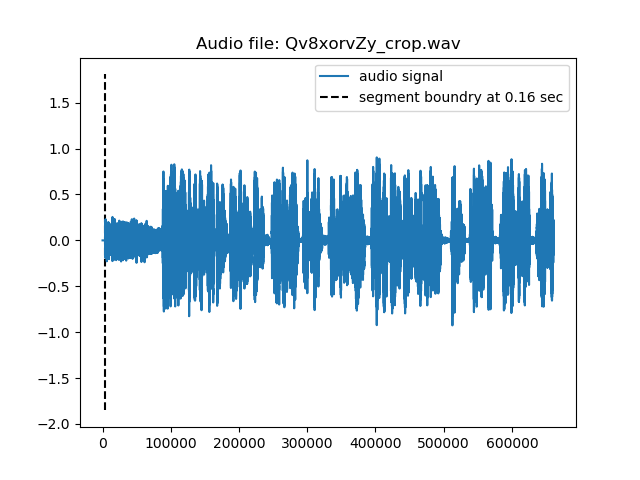 Audio file: Qv8xorvZy_crop.wav
audio signal
segment boundry at 0.16 sec
1.5
1.0
0.5
0.0
−0.5
−1.0
−1.5
−2.0
0 100000 200000 300000 400000 500000 600000